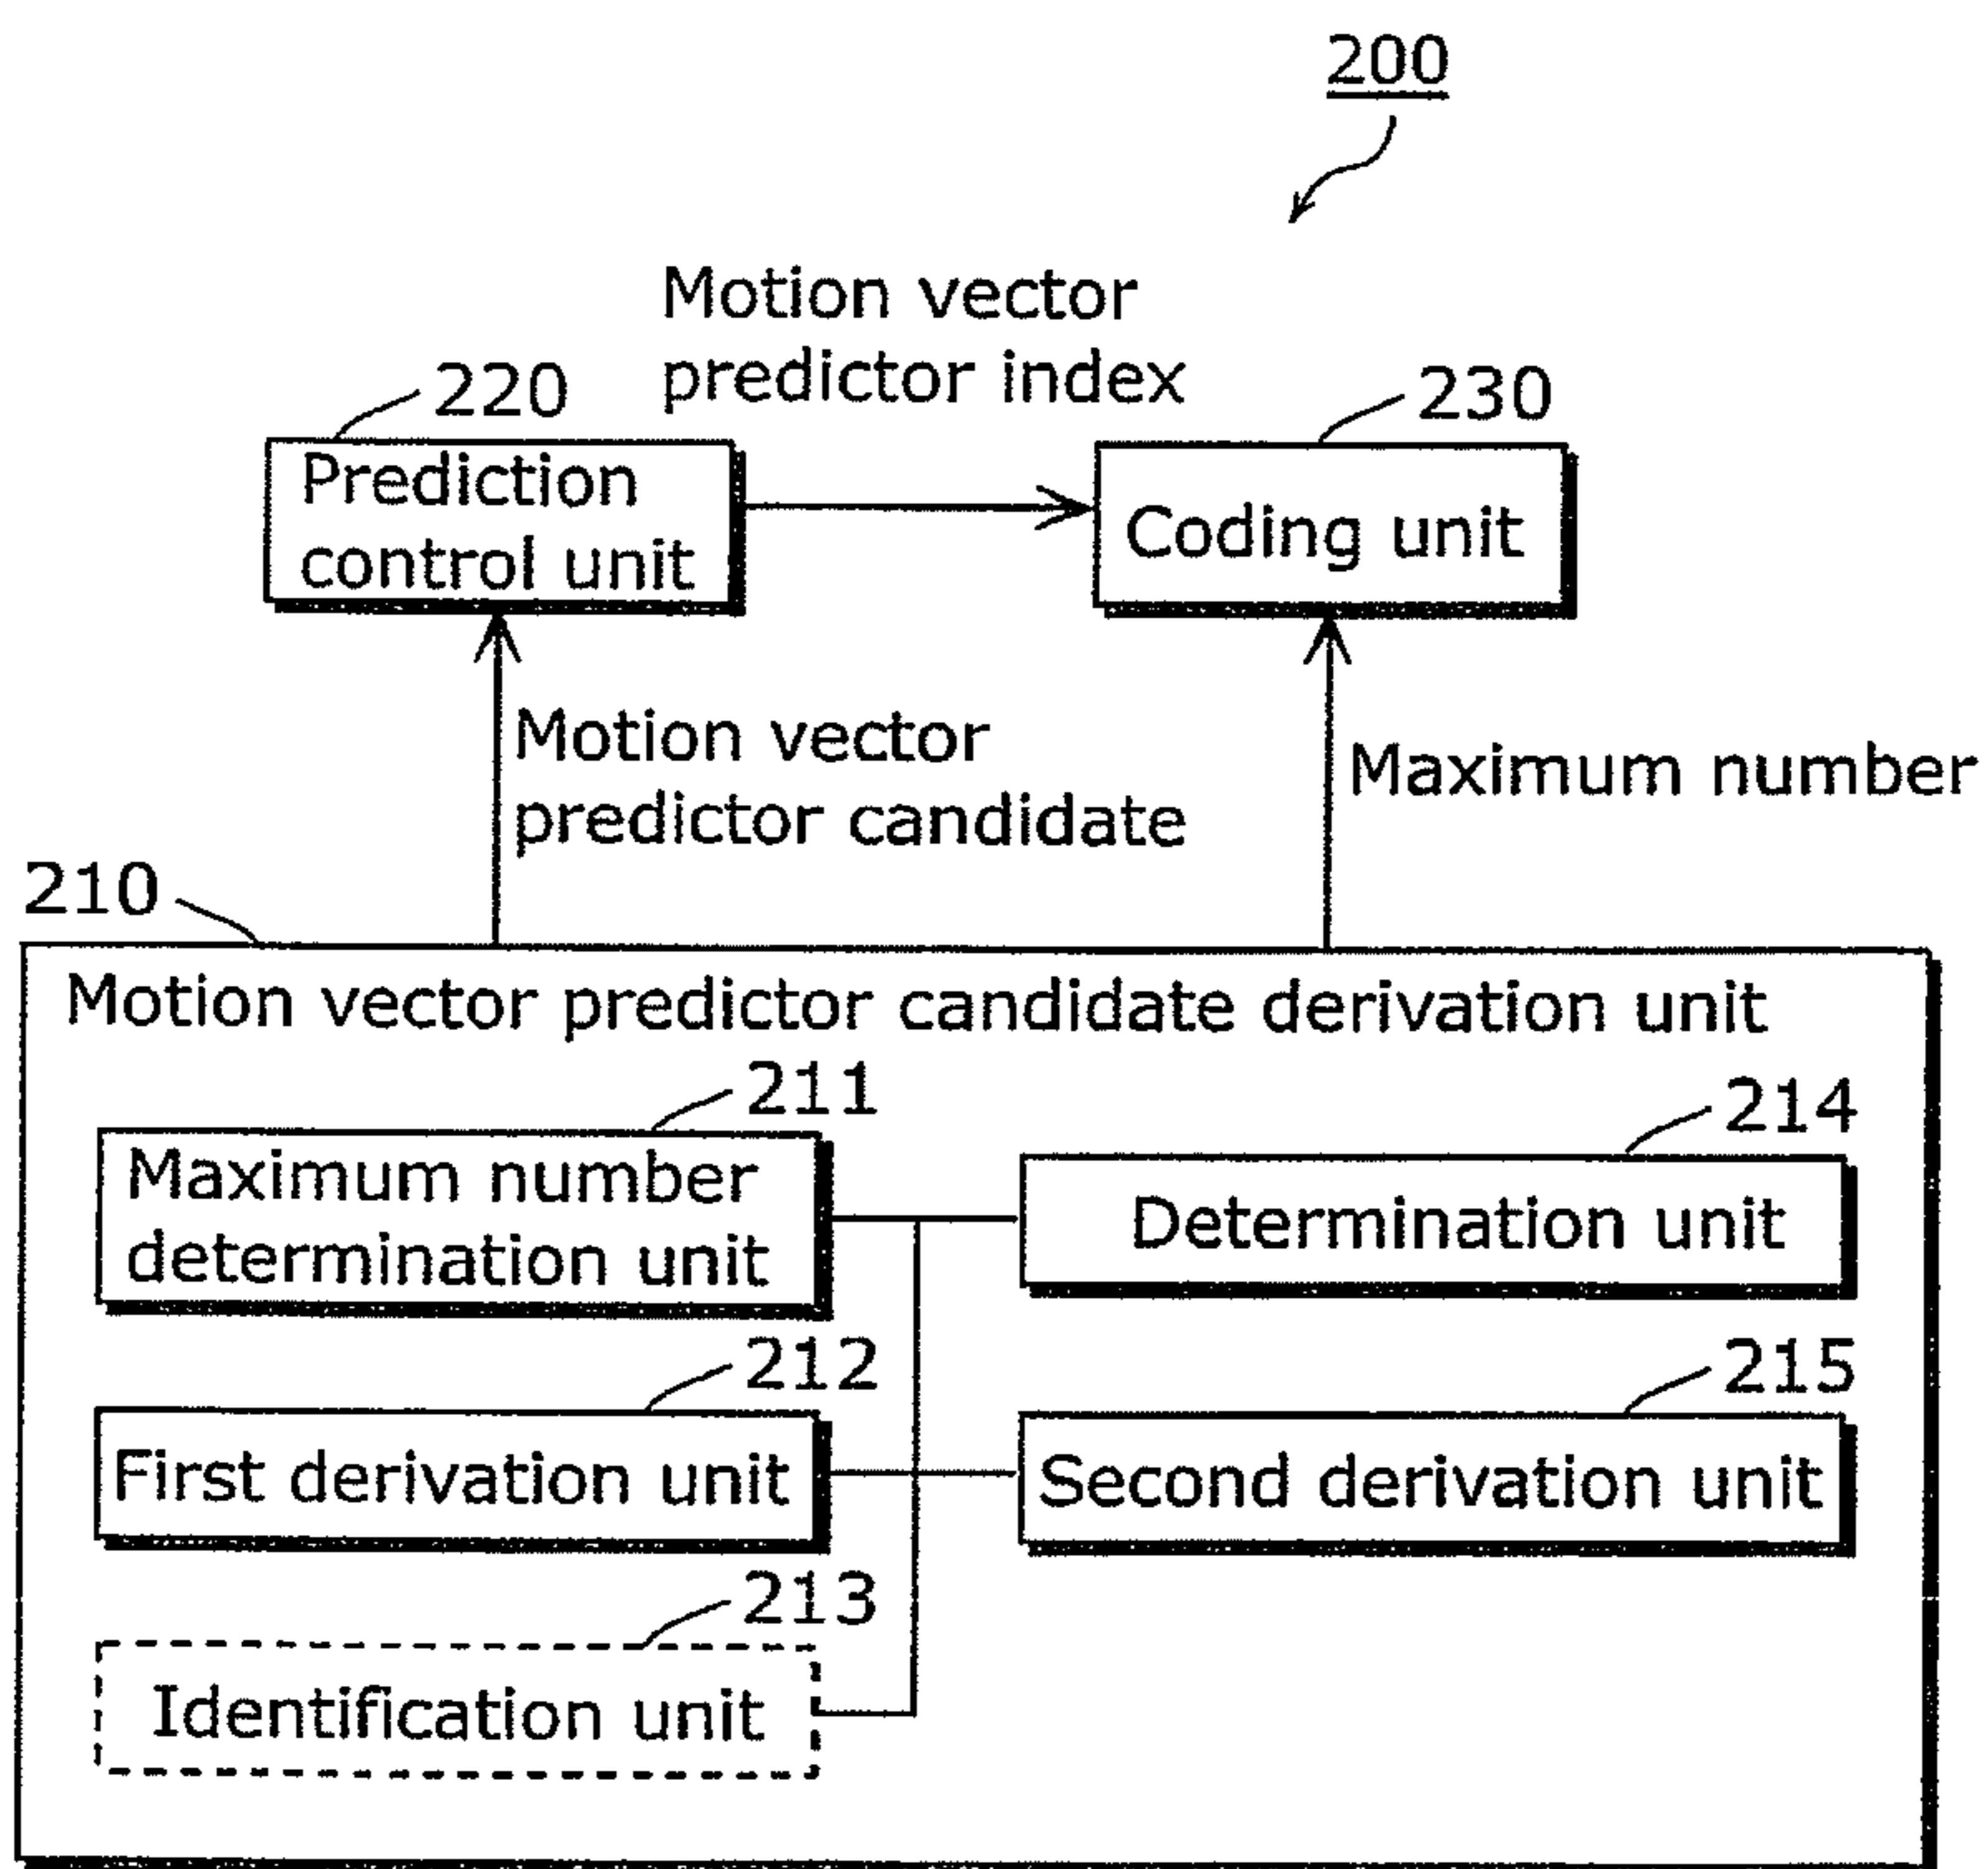 200
Motion vector
predictor index
220
230
Prediction
control unit
Coding unit
Motion vector
predictor candidate
Maximum number
210
Motion vector predictor candidate derivation unit
211
214
Maximum number
determination unit
Determination unit
212
215
First derivation unit
Second derivation unit
213
Identification unit